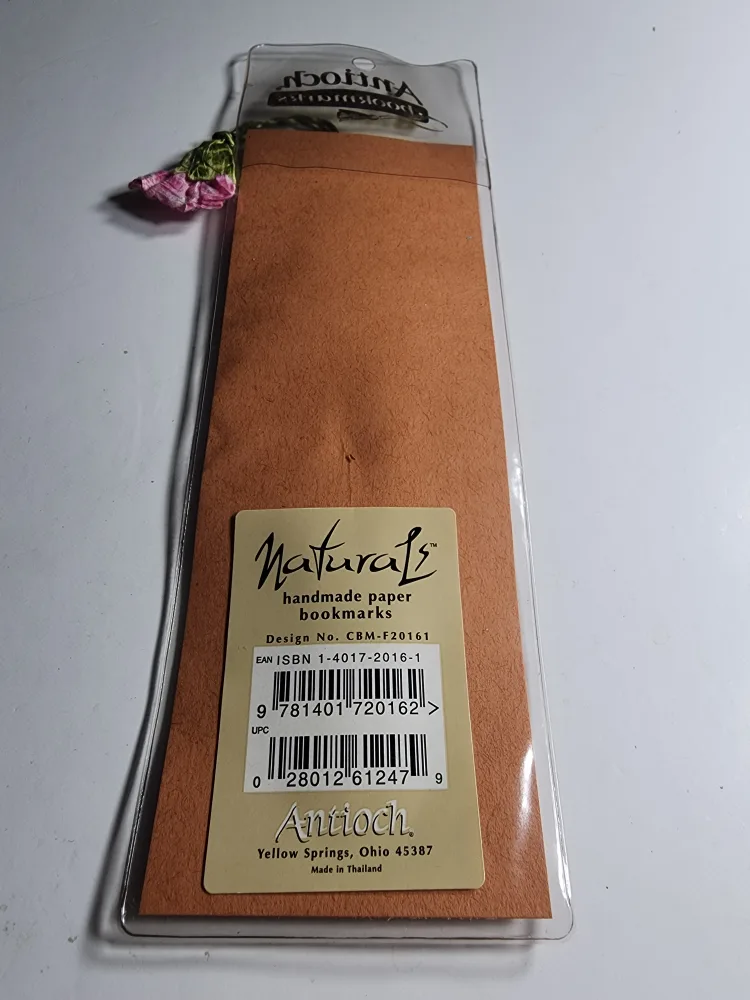 Antioch
bookmarks
Naturals™
handmade paper
bookmarks
Design No. CBM-F20161
EAN ISBN 1-4017-2016-1
9 781401 720162 >
UPC
0 28012 61247 9
Antioch®
Yellow Springs, Ohio 45387
Made in Thailand